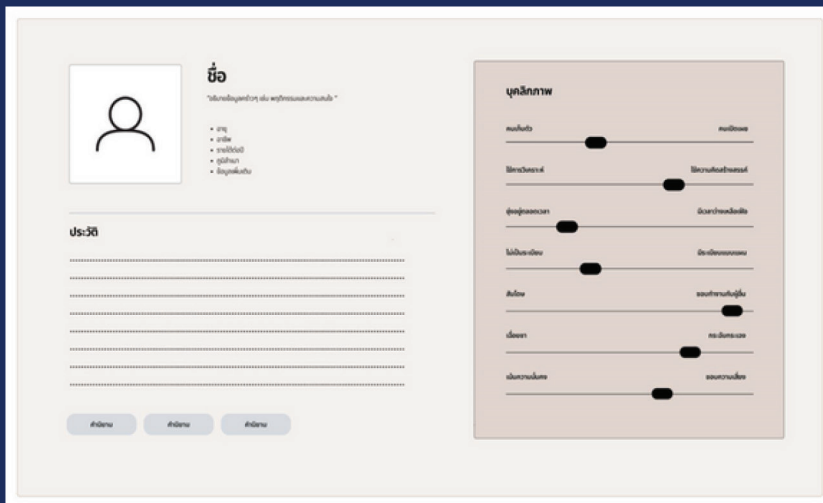 ชื่อ
"อธิบายข้อมูลคร่าวๆ เช่น พฤติกรรมและความสนใจ "
• อายุ
• อาชีพ
• รายได้ต่อปี
• ภูมิลำเนา
• ข้อมูลเพิ่มเติม
ประวัติ
คำนิยาม คำนิยาม คำนิยาม
บุคลิกภาพ
คนเก็บตัว คนเปิดเผย
ใช้การวิเคราะห์ ใช้ความคิดสร้างสรรค์
ยุ่งอยู่ตลอดเวลา มีเวลาว่างเหลือเฟือ
ไม่เป็นระเบียบ มีระเบียบแบบแผน
สันโดษ ชอบทำงานกับผู้อื่น
เฉื่อยชา กระฉับกระเฉง
เน้นความมั่นคง ชอบความเสี่ยง